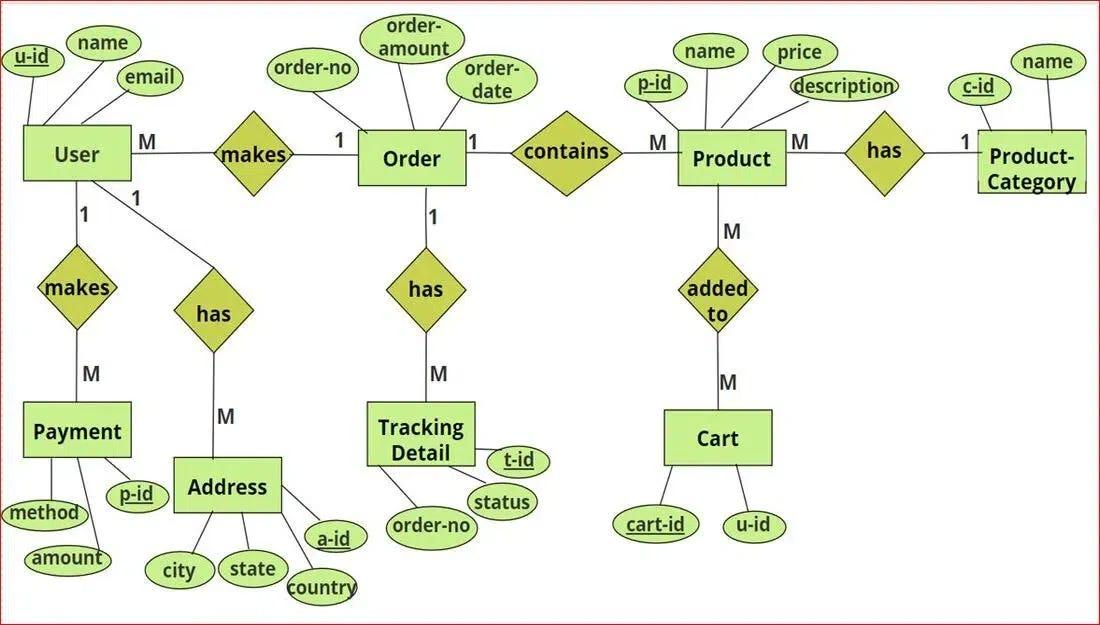 u-id
name
email
order-no
order-
amount
order-
date
p-id
name
price
description
c-id
name
User
M
makes
1
Order
1
contains
M
Product
M
has
1
Product-
Category
1
1
1
M
makes
has
has
added
to
M
M
M
M
Payment
Address
Tracking
Detail
Cart
method
amount
p-id
city
state
country
a-id
order-no
status
t-id
cart-id
u-id